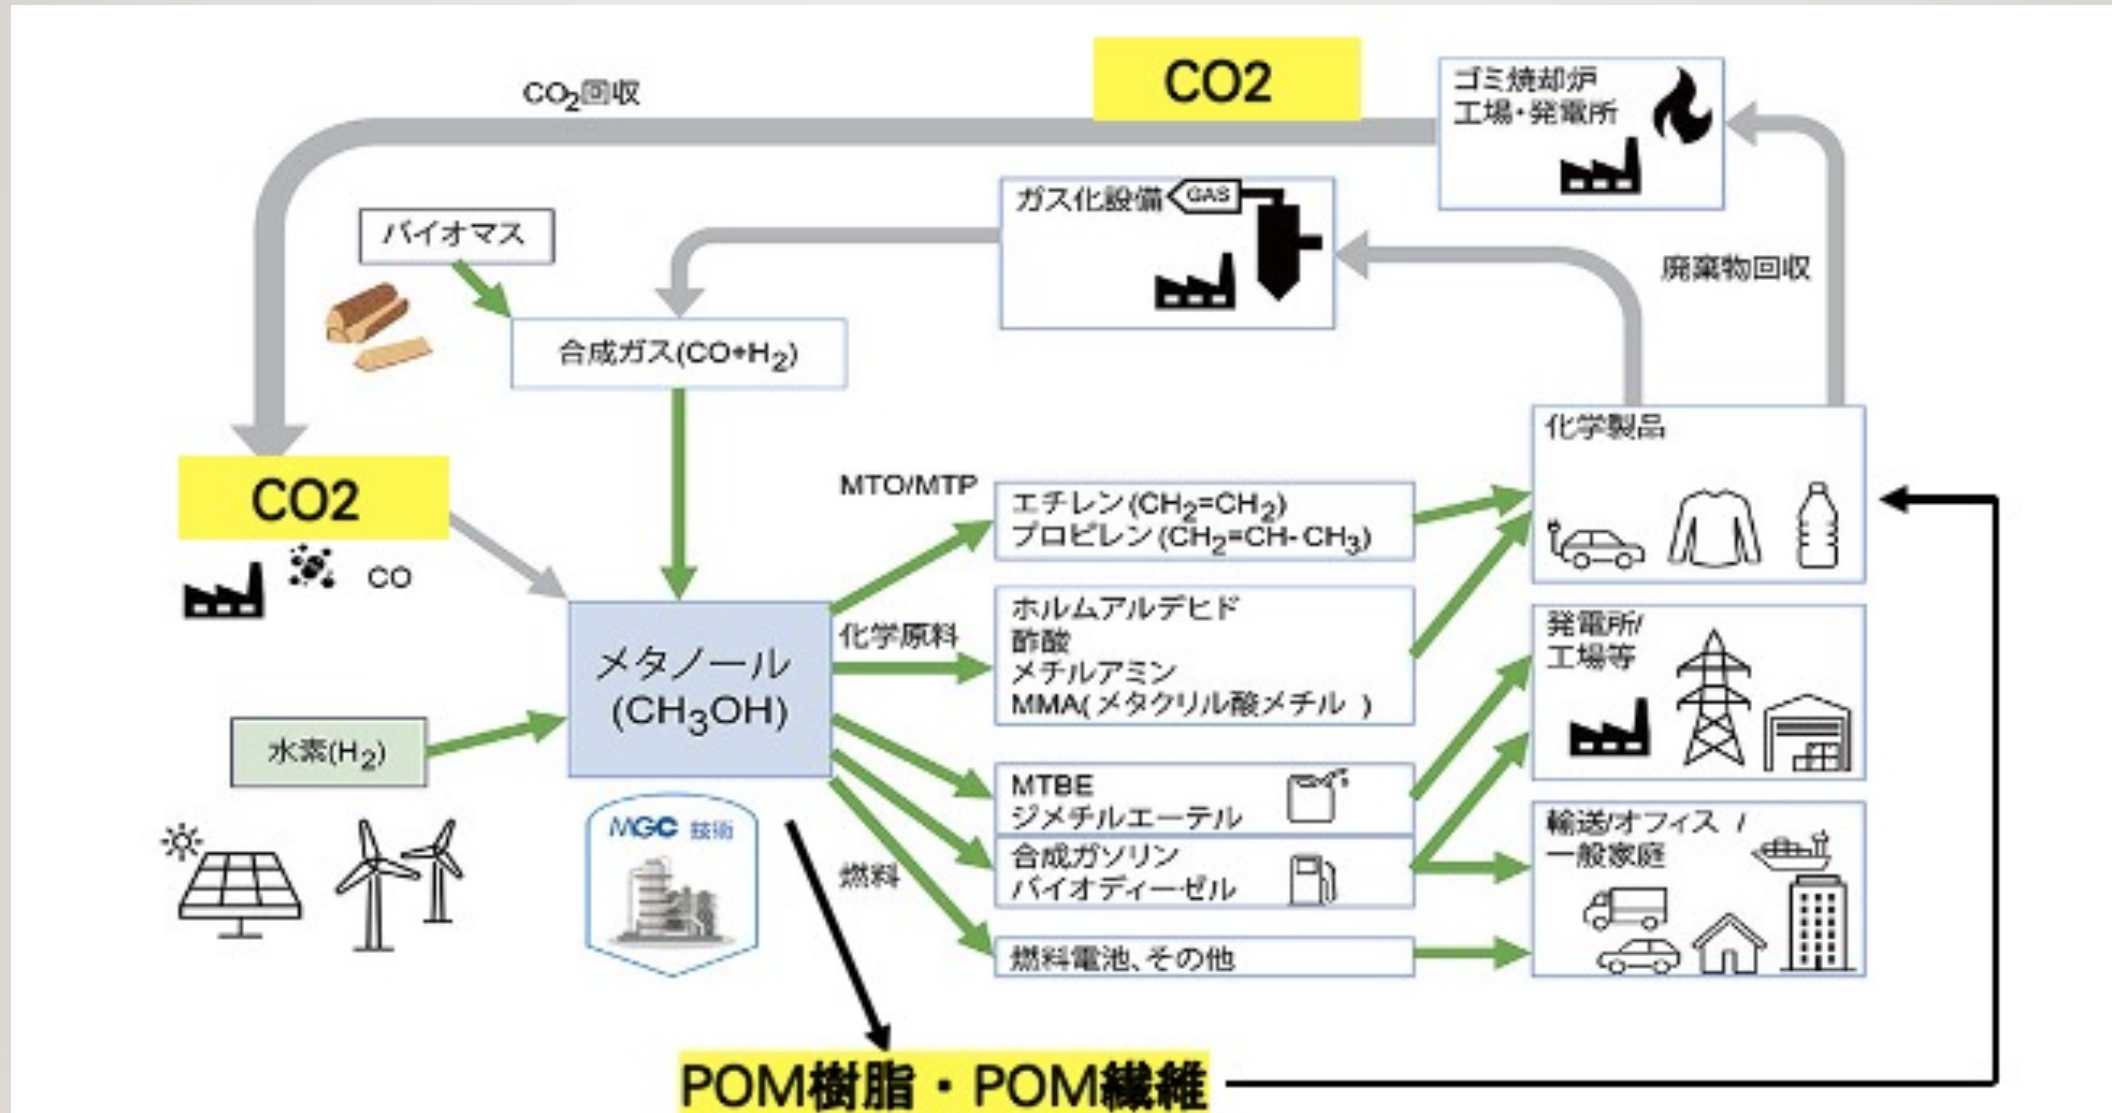 CO2
CO2回収
ゴミ焼却炉
工場・発電所
ガス化設備
GAS
バイオマス
廃棄物回収
合成ガス(CO+H2)
化学製品
CO2
CO
MTO/MTP
エチレン(CH2=CH2)
プロピレン(CH2=CH-CH3)
ホルムアルデヒド
酢酸
メチルアミン
MMA(メタクリル酸メチル )
化学原料
メタノール
(CH3OH)
水素(H2)
発電所/
工場等
MTBE
ジメチルエーテル
MGC 技術
合成ガソリン
バイオディーゼル
燃料
輸送/オフィス /
一般家庭
燃料電池、その他
POM樹脂・POM繊維